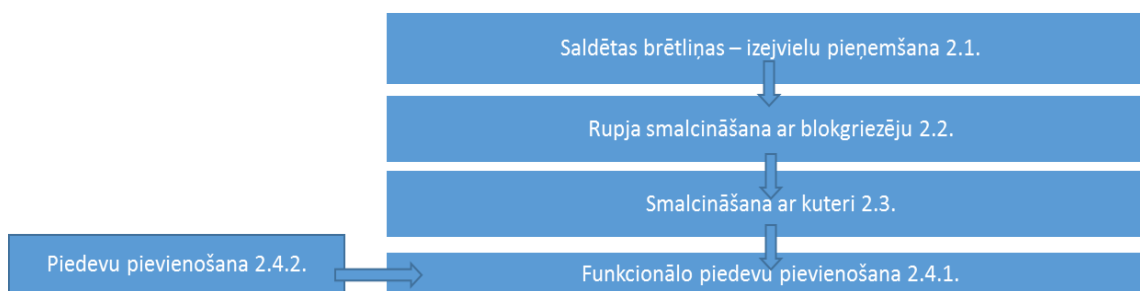 Saldētas brētliņas – izejvielu pieņemšana 2.1.
Rupja smalcināšana ar blokgriezēju 2.2.
Smalcināšana ar kuteri 2.3.
Piedevu pievienošana 2.4.2.
Funkcionālo piedevu pievienošana 2.4.1.